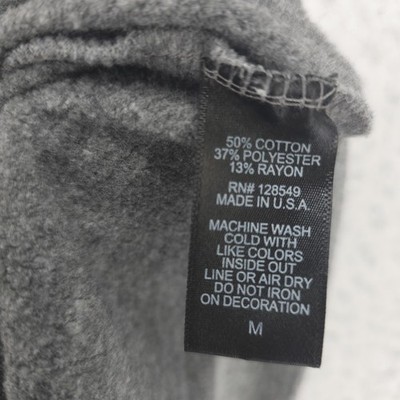 50% COTTON
37% POLYESTER
13% RAYON
RN# 128549
MADE IN U.S.A.
MACHINE WASH
COLD WITH
LIKE COLORS
INSIDE OUT
LINE OR AIR DRY
DO NOT IRON
ON DECORATION
M